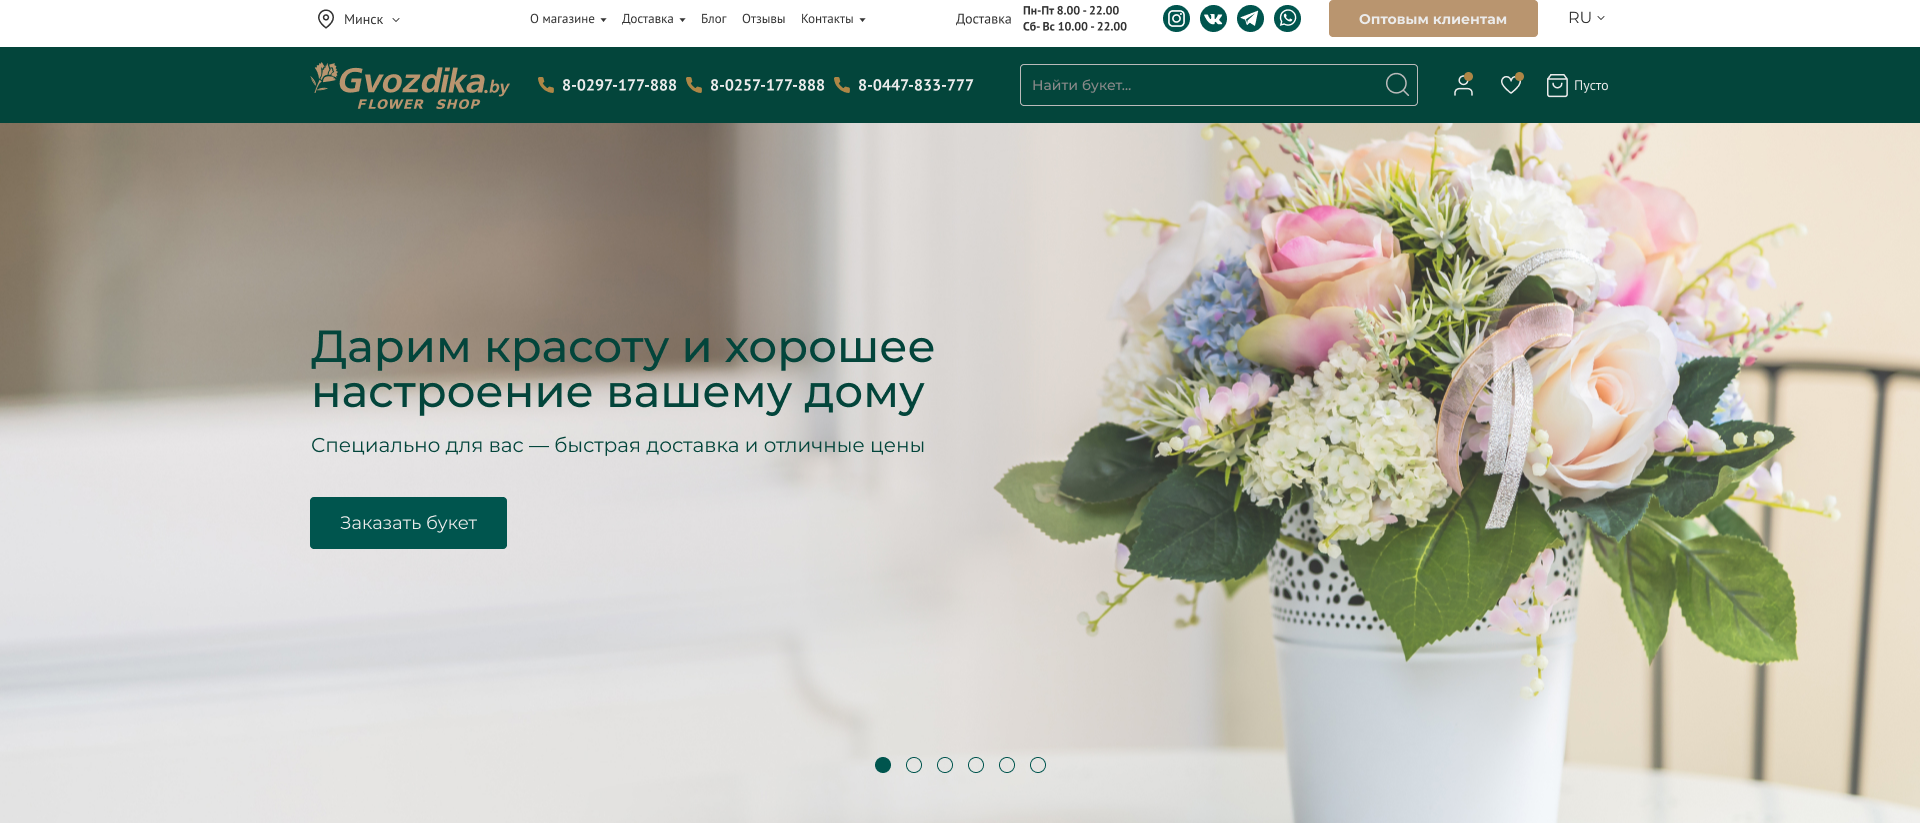 Минск
О магазине
Доставка
Блог
Отзывы
Контакты
Доставка
Пн-Пт 8.00 - 22.00
Сб- Вс 10.00 - 22.00
Оптовым клиентам
RU
Gvozdika.by
FLOWER SHOP
8-0297-177-888
8-0257-177-888
8-0447-833-777
Найти букет...
Пусто
Дарим красоту и хорошее
настроение вашему дому
Специально для вас — быстрая доставка и отличные цены
Заказать букет